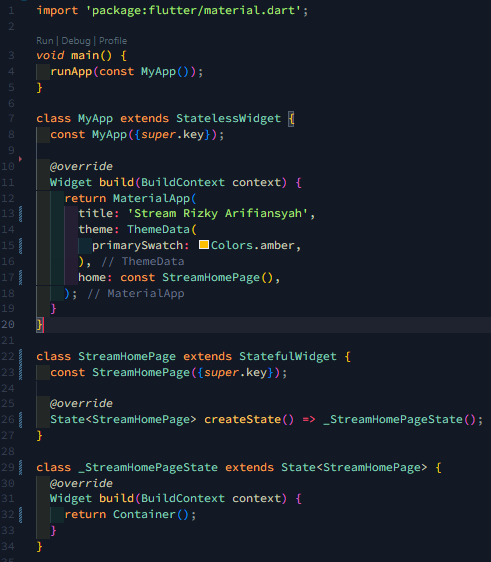 1 import 'package:flutter/material.dart';
2
Run | Debug | Profile
3 void main() {
4   runApp(const MyApp());
5 }
6
7 class MyApp extends StatelessWidget {
8   const MyApp({super.key});
9
10   @override
11   Widget build(BuildContext context) {
12     return MaterialApp(
13       title: 'Stream Rizky Arifiansyah',
14       theme: ThemeData(
15         primarySwatch: Colors.amber,
16       ), // ThemeData
17       home: const StreamHomePage(),
18     ); // MaterialApp
19   }
20 }
21
22 class StreamHomePage extends StatefulWidget {
23   const StreamHomePage({super.key});
24
25   @override
26   State<StreamHomePage> createState() => _StreamHomePageState();
27 }
28
29 class _StreamHomePageState extends State<StreamHomePage> {
30   @override
31   Widget build(BuildContext context) {
32     return Container();
33   }
34 }
35